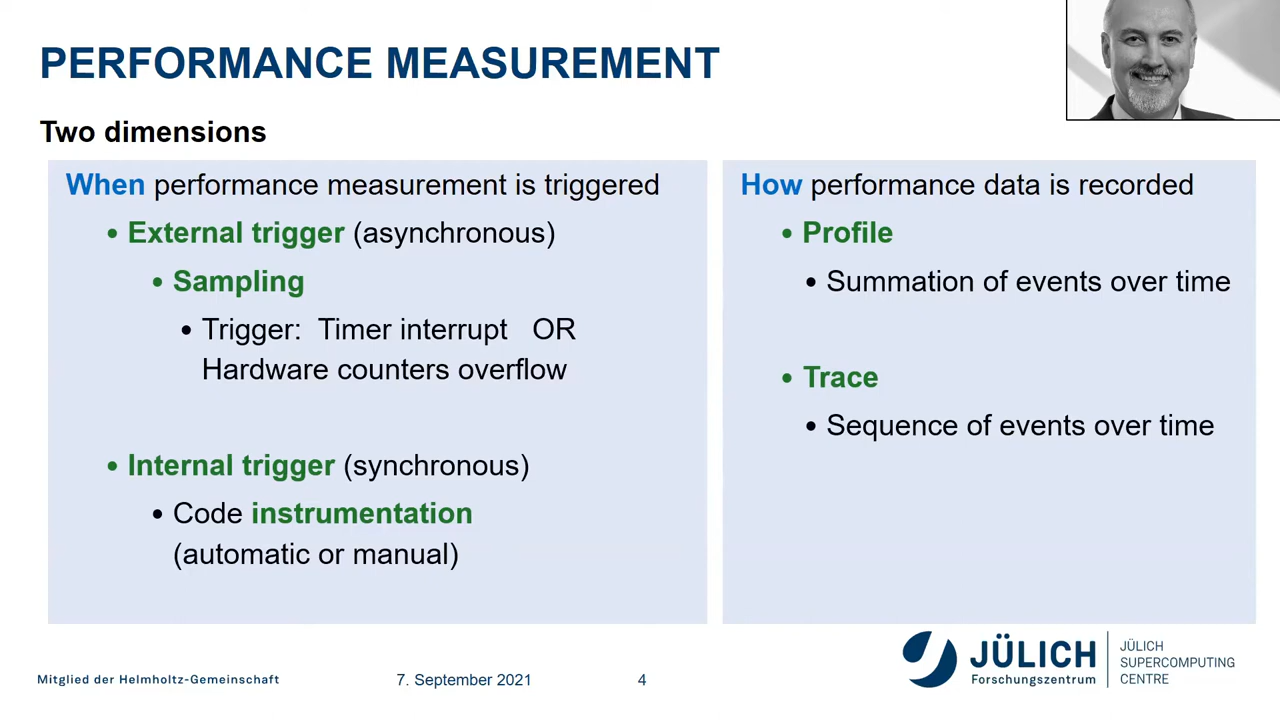 PERFORMANCE MEASUREMENT
Two dimensions
When performance measurement is triggered
• External trigger (asynchronous)
• Sampling
• Trigger: Timer interrupt OR
Hardware counters overflow
• Internal trigger (synchronous)
• Code instrumentation
(automatic or manual)
How performance data is recorded
• Profile
• Summation of events over time
• Trace
• Sequence of events over time
Mitglied der Helmholtz-Gemeinschaft
7. September 2021
4
JÜLICH
Forschungszentrum
JÜLICH
SUPERCOMPUTING
CENTRE